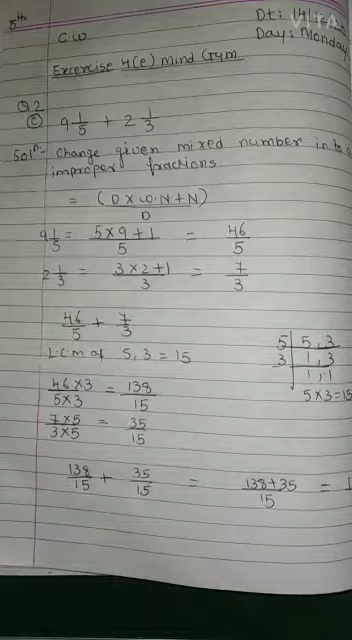 5th
Dt: 14
C.W
Day: Monday
Excercise 4(e) Mind Gym
Q2
(c) 9 1/5 + 2 1/3
Soln:- Change given mixed number into
improper fractions
= (D × W.N + N)/D
9 1/5 = 5×9+1/5 = 46/5
2 1/3 = 3×2+1/3 = 7/3
46/5 + 7/3
L.C.M of 5, 3 = 15
5 | 5, 3
3 | 1, 3
1, 1
5×3=15
46×3/5×3 = 138/15
7×5/3×5 = 35/15
138/15 + 35/15 = 138+35/15 =